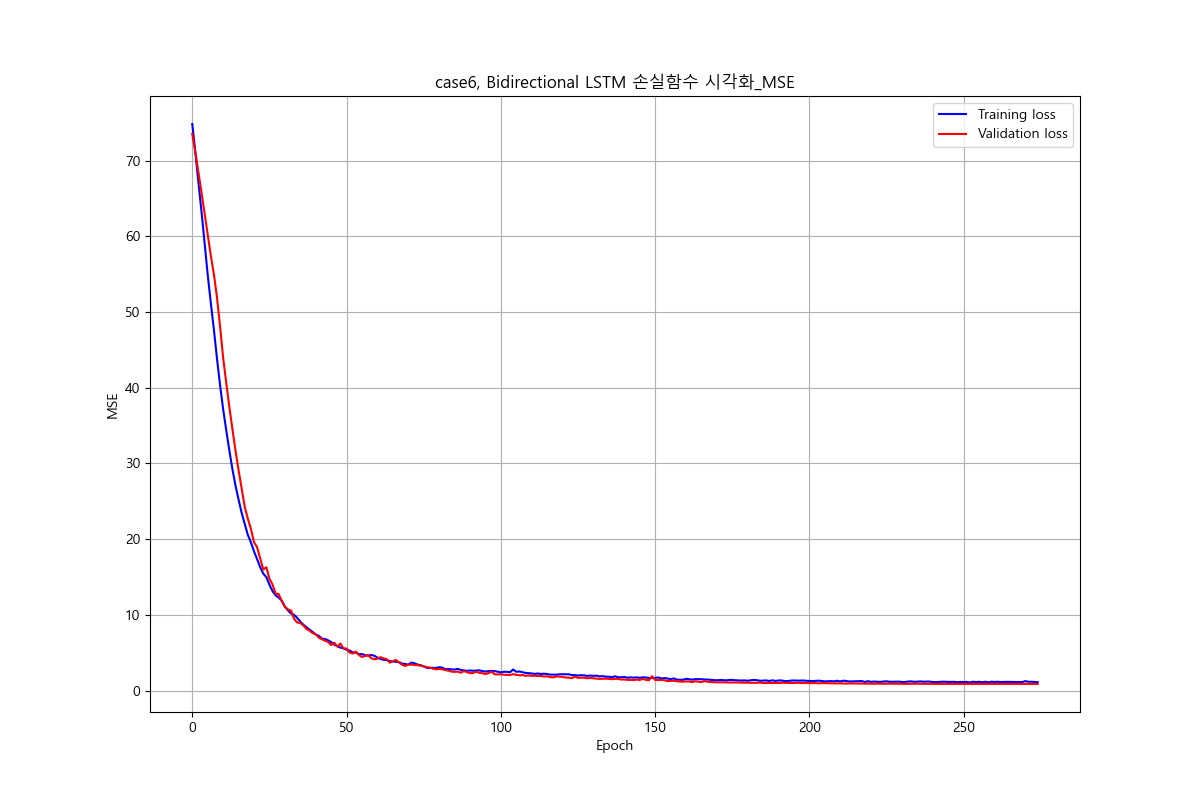 case6, Bidirectional LSTM 손실함수 시각화_MSE
Training loss
Validation loss
70
60
50
40
30
20
10
0
MSE
0 50 100 150 200 250
Epoch